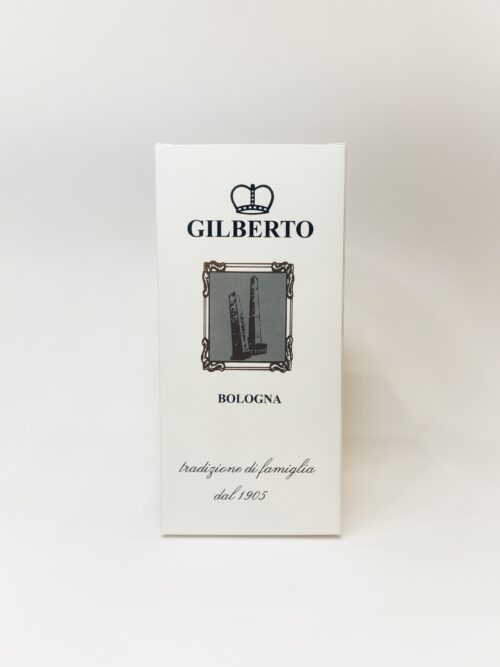 GILBERTO
BOLOGNA
tradizione di famiglia
dal 1905